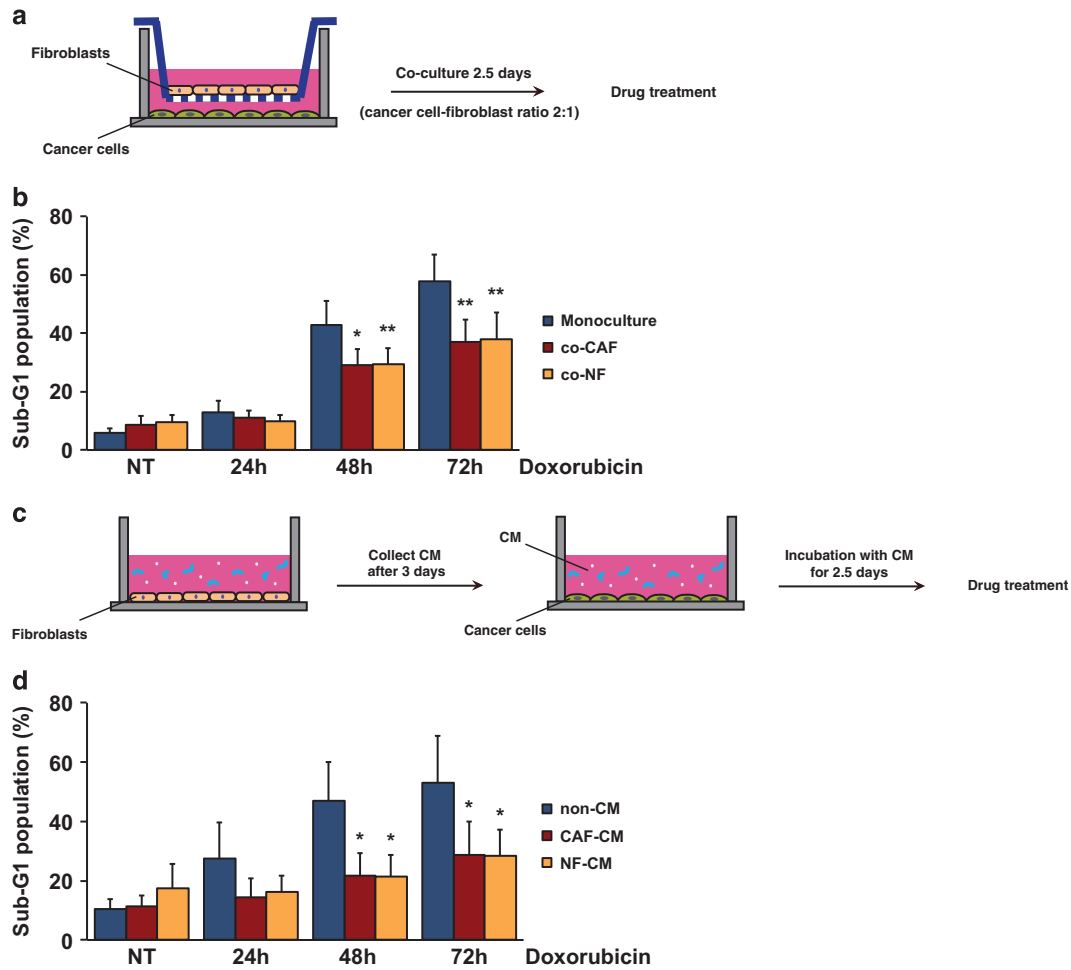 a
Fibroblasts
Cancer cells
Co-culture 2.5 days
(cancer cell-fibroblast ratio 2:1)
Drug treatment
b
Sub-G1 population (%)
80
60
40
20
0
* ** ** **
NT 24h 48h 72h Doxorubicin
Monoculture
co-CAF
co-NF
c
Fibroblasts
Collect CM
after 3 days
CM
Cancer cells
Incubation with CM
for 2.5 days
Drug treatment
d
Sub-G1 population (%)
80
60
40
20
0
* * * *
NT 24h 48h 72h Doxorubicin
non-CM
CAF-CM
NF-CM